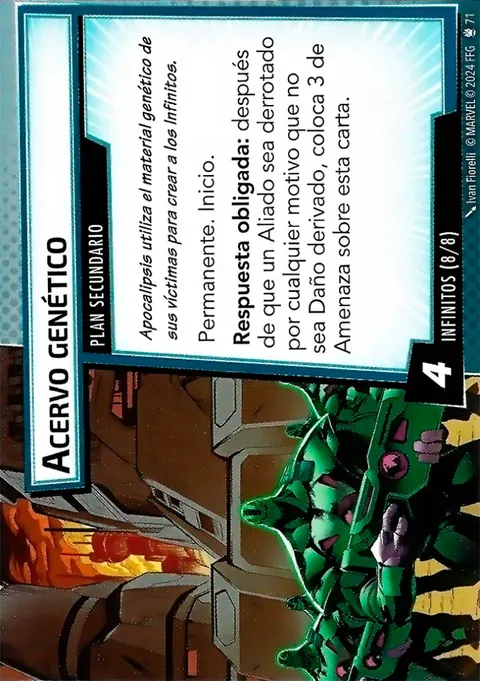 ACERVO GENÉTICO
PLAN SECUNDARIO
Apocalipsis utiliza el material genético de
sus víctimas para crear a los Infinitos.
Permanente. Inicio.
Respuesta obligada: después
de que un Aliado sea derrotado
por cualquier motivo que no
sea Daño derivado, coloca 3 de
Amenaza sobre esta carta.
4
INFINITOS (8/8)
Ivan Fiorelli © MARVEL © 2024 FFG 71